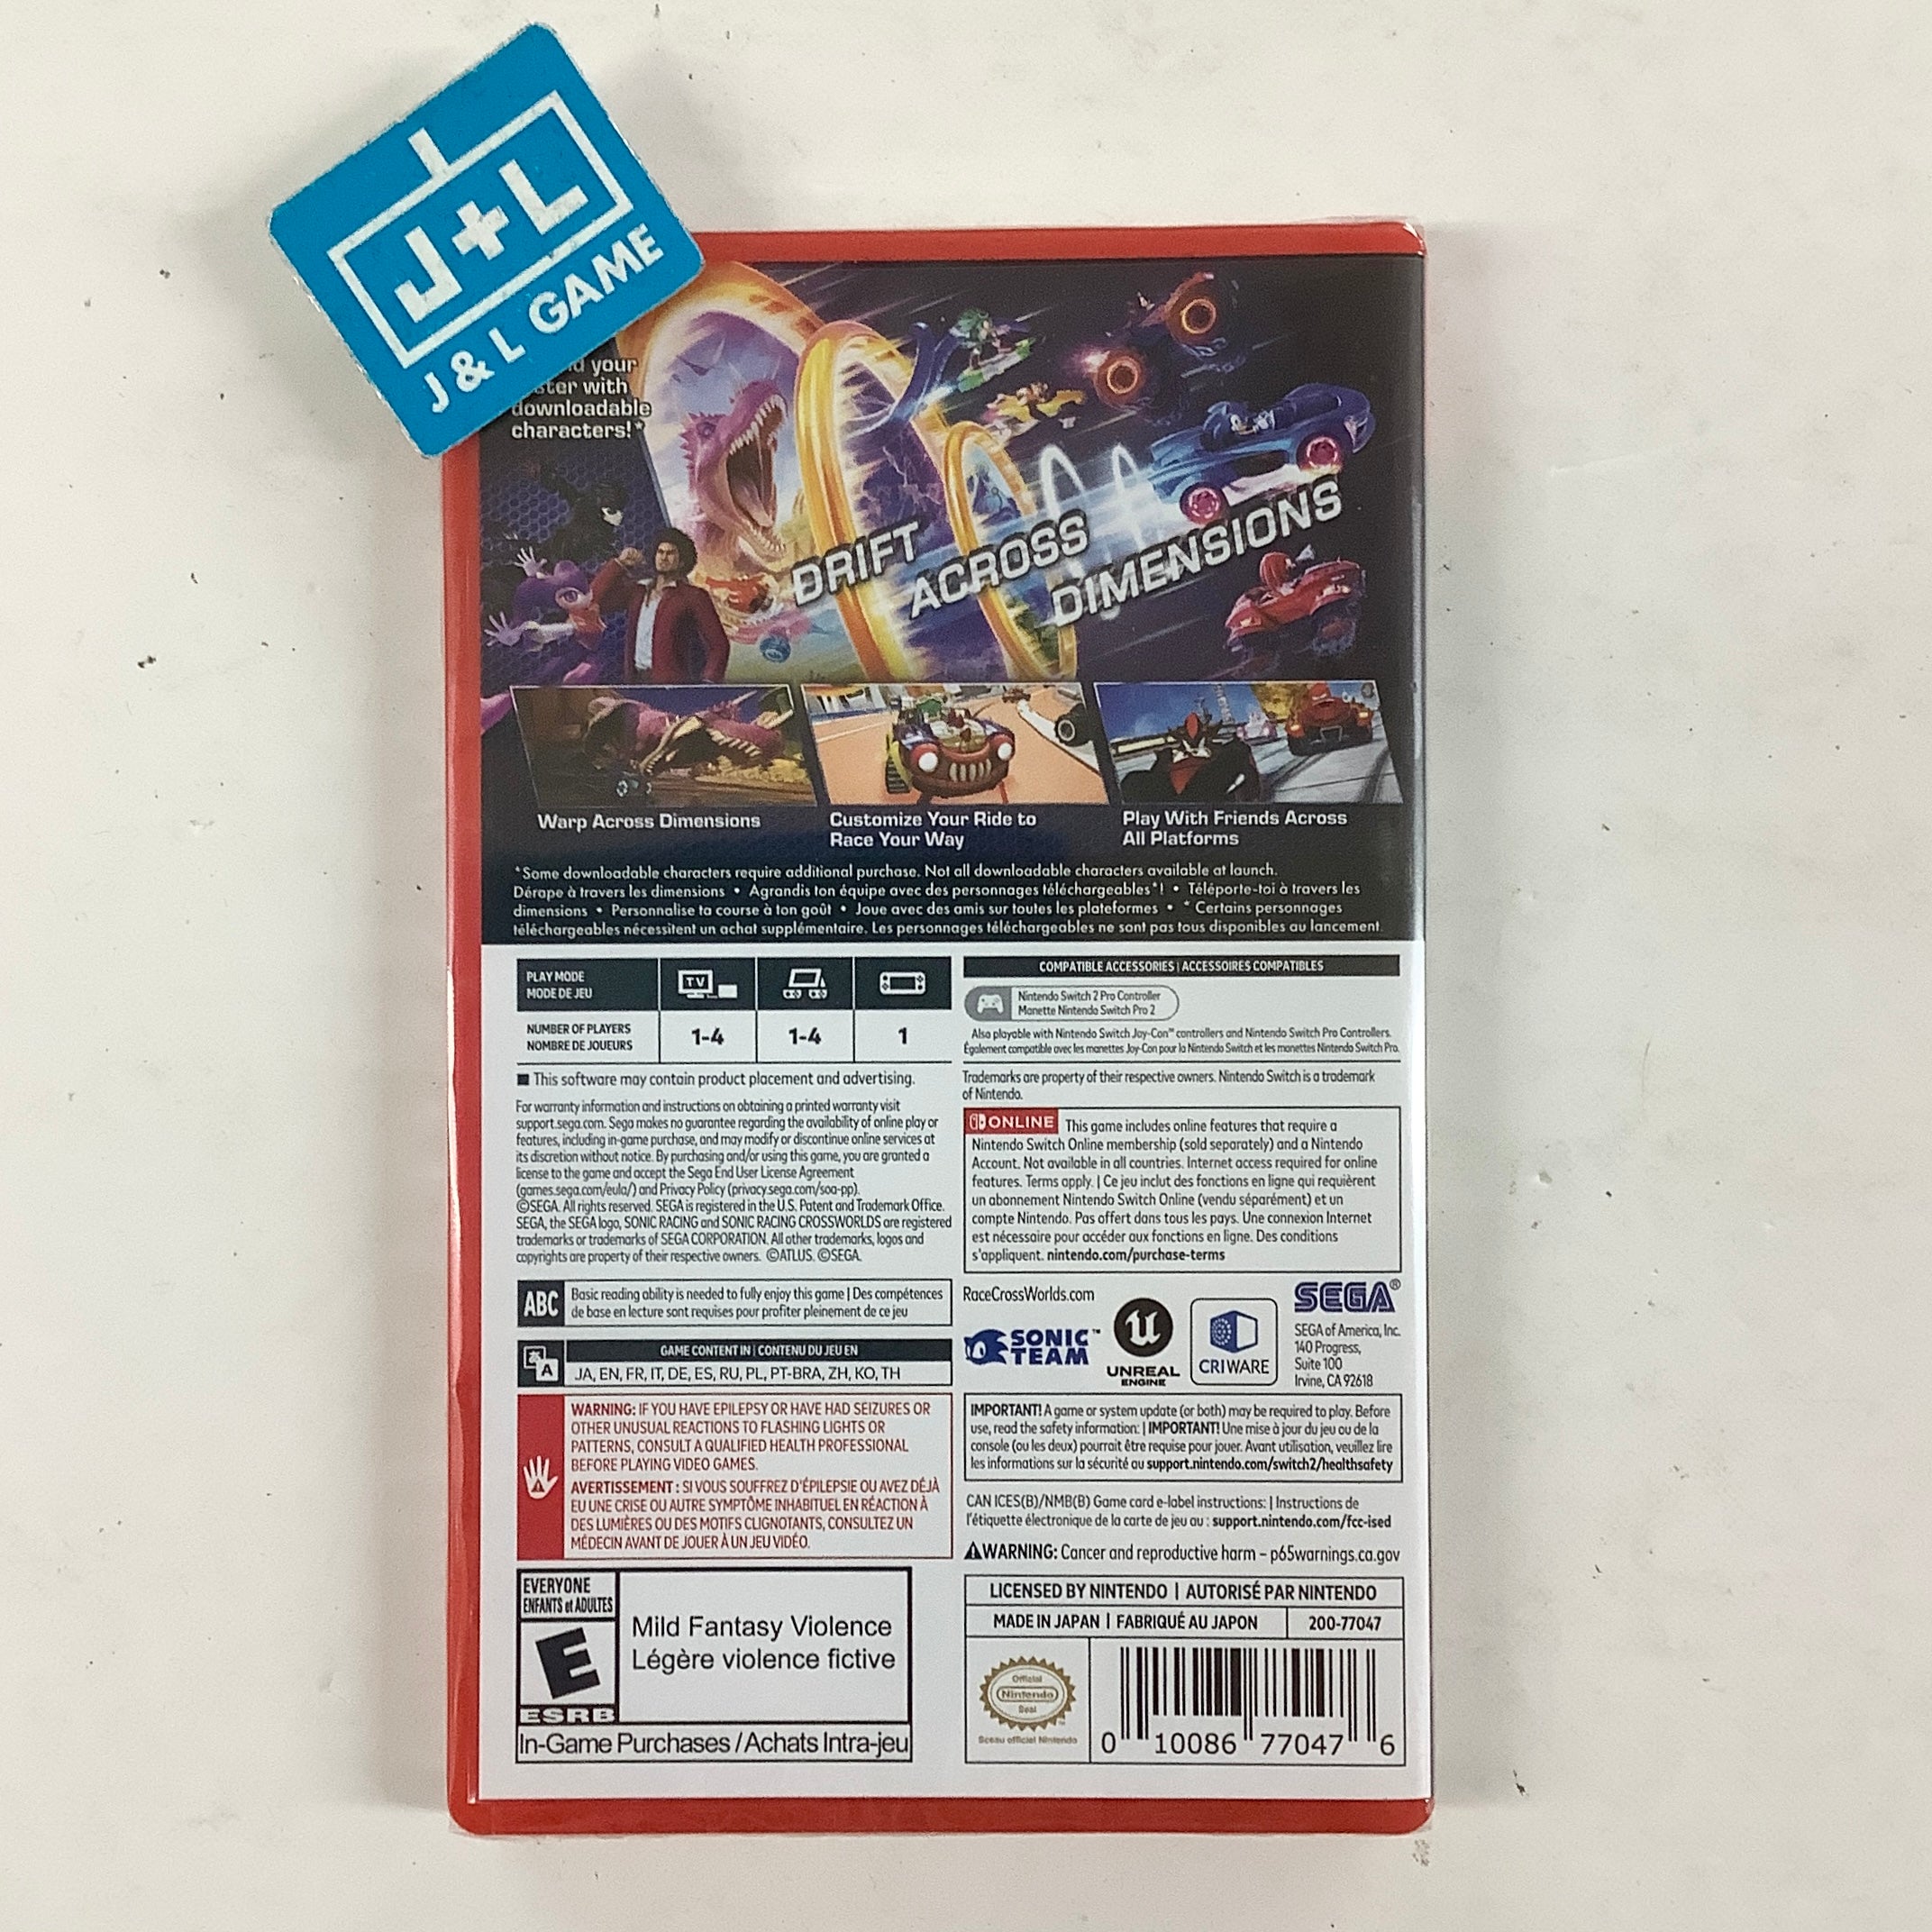 J+L
J & L GAME
your
with
downloadable
characters!*
DRIFT
ACROSS
DIMENSIONS
Warp Across Dimensions
Customize Your Ride to
Race Your Way
Play With Friends Across
All Platforms
*Some downloadable characters require additional purchase. Not all downloadable characters available at launch.
Dérape à travers les dimensions • Agrandis ton équipe avec des personnages téléchargeables*! • Téléporte-toi à travers les
dimensions • Personnalise ta course à ton goût • Joue avec des amis sur toutes les plateformes • * Certains personnages
téléchargeables nécessitent un achat supplémentaire. Les personnages téléchargeables ne sont pas tous disponibles au lancement.
PLAY MODE
MODE DE JEU
TV
NUMBER OF PLAYERS
NOMBRE DE JOUEURS
1-4
1-4
1
■ This software may contain product placement and advertising.
For warranty information and instructions on obtaining a printed warranty visit
support.sega.com. Sega makes no guarantee regarding the availability of online play or
features, including in-game purchase, and may modify or discontinue online services at
its discretion without notice. By purchasing and/or using this game, you are granted a
license to the game and accept the Sega End User License Agreement
(games.sega.com/eula/) and Privacy Policy (privacy.sega.com/soa-pp).
©SEGA. All rights reserved. SEGA is registered in the U.S. Patent and Trademark Office.
SEGA, the SEGA logo, SONIC RACING and SONIC RACING CROSSWORLDS are registered
trademarks or trademarks of SEGA CORPORATION. All other trademarks, logos and
copyrights are property of their respective owners. ©ATLUS. ©SEGA.
ABC
Basic reading ability is needed to fully enjoy this game | Des compétences
de base en lecture sont requises pour profiter pleinement de ce jeu
あ A
GAME CONTENT IN | CONTENU DU JEU EN
JA, EN, FR, IT, DE, ES, RU, PL, PT-BRA, ZH, KO, TH
WARNING: IF YOU HAVE EPILEPSY OR HAVE HAD SEIZURES OR
OTHER UNUSUAL REACTIONS TO FLASHING LIGHTS OR
PATTERNS, CONSULT A QUALIFIED HEALTH PROFESSIONAL
BEFORE PLAYING VIDEO GAMES.
AVERTISSEMENT : SI VOUS SOUFFREZ D'ÉPILEPSIE OU AVEZ DÉJÀ
EU UNE CRISE OU AUTRE SYMPTÔME INHABITUEL EN RÉACTION À
DES LUMIÈRES OU DES MOTIFS CLIGNOTANTS, CONSULTEZ UN
MÉDECIN AVANT DE JOUER À UN JEU VIDÉO.
EVERYONE
ENFANTS et ADULTES
E
ESRB
Mild Fantasy Violence
Légère violence fictive
In-Game Purchases / Achats Intra-jeu
COMPATIBLE ACCESSORIES | ACCESSOIRES COMPATIBLES
Nintendo Switch 2 Pro Controller
Manette Nintendo Switch Pro 2
Also playable with Nintendo Switch Joy-Con™ controllers and Nintendo Switch Pro Controllers.
Également compatible avec les manettes Joy-Con pour la Nintendo Switch et les manettes Nintendo Switch Pro.
Trademarks are property of their respective owners. Nintendo Switch is a trademark
of Nintendo.
ONLINE This game includes online features that require a
Nintendo Switch Online membership (sold separately) and a Nintendo
Account. Not available in all countries. Internet access required for online
features. Terms apply. | Ce jeu inclut des fonctions en ligne qui requièrent
un abonnement Nintendo Switch Online (vendu séparément) et un
compte Nintendo. Pas offert dans tous les pays. Une connexion Internet
est nécessaire pour accéder aux fonctions en ligne. Des conditions
s'appliquent. nintendo.com/purchase-terms
RaceCrossWorlds.com
SONIC
TEAM™
UNREAL
ENGINE
CRIWARE
SEGA®
SEGA of America, Inc.
140 Progress,
Suite 100
Irvine, CA 92618
IMPORTANT! A game or system update (or both) may be required to play. Before
use, read the safety information: | IMPORTANT! Une mise à jour du jeu ou de la
console (ou les deux) pourrait être requise pour jouer. Avant utilisation, veuillez lire
les informations sur la sécurité au support.nintendo.com/switch2/healthsafety
CAN ICES(B)/NMB(B) Game card e-label instructions: | Instructions de
l'étiquette électronique de la carte de jeu au : support.nintendo.com/fcc-ised
⚠WARNING: Cancer and reproductive harm – p65warnings.ca.gov
LICENSED BY NINTENDO | AUTORISÉ PAR NINTENDO
MADE IN JAPAN | FABRIQUÉ AU JAPON
200-77047
Official
Nintendo
Seal
Sceau officiel Nintendo
0 10086 77047 6